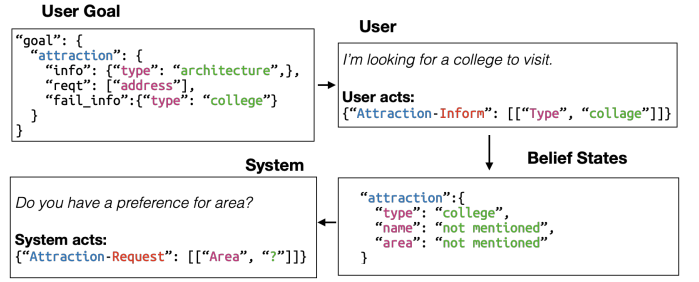 User Goal
“goal”: {
“attraction”: {
“info”: {“type”: “architecture”,},
“reqt”: [“address”],
“fail_info”:{“type”: “college”}
}
}
User
I’m looking for a college to visit.
User acts:
{“Attraction-Inform”: [[“Type”, “collage”]]}
Belief States
“attraction”:{
“type”: “college”,
“name”: “not mentioned”,
“area”: “not mentioned”
}
System
Do you have a preference for area?
System acts:
{“Attraction-Request”: [[“Area”, “?”]]}